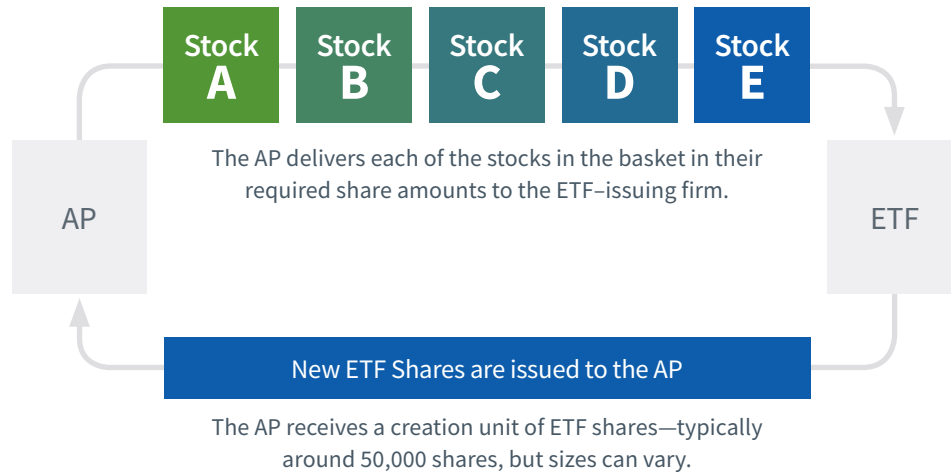 Stock
A
Stock
B
Stock
C
Stock
D
Stock
E
The AP delivers each of the stocks in the basket in their
required share amounts to the ETF–issuing firm.
AP
ETF
New ETF Shares are issued to the AP
The AP receives a creation unit of ETF shares—typically
around 50,000 shares, but sizes can vary.